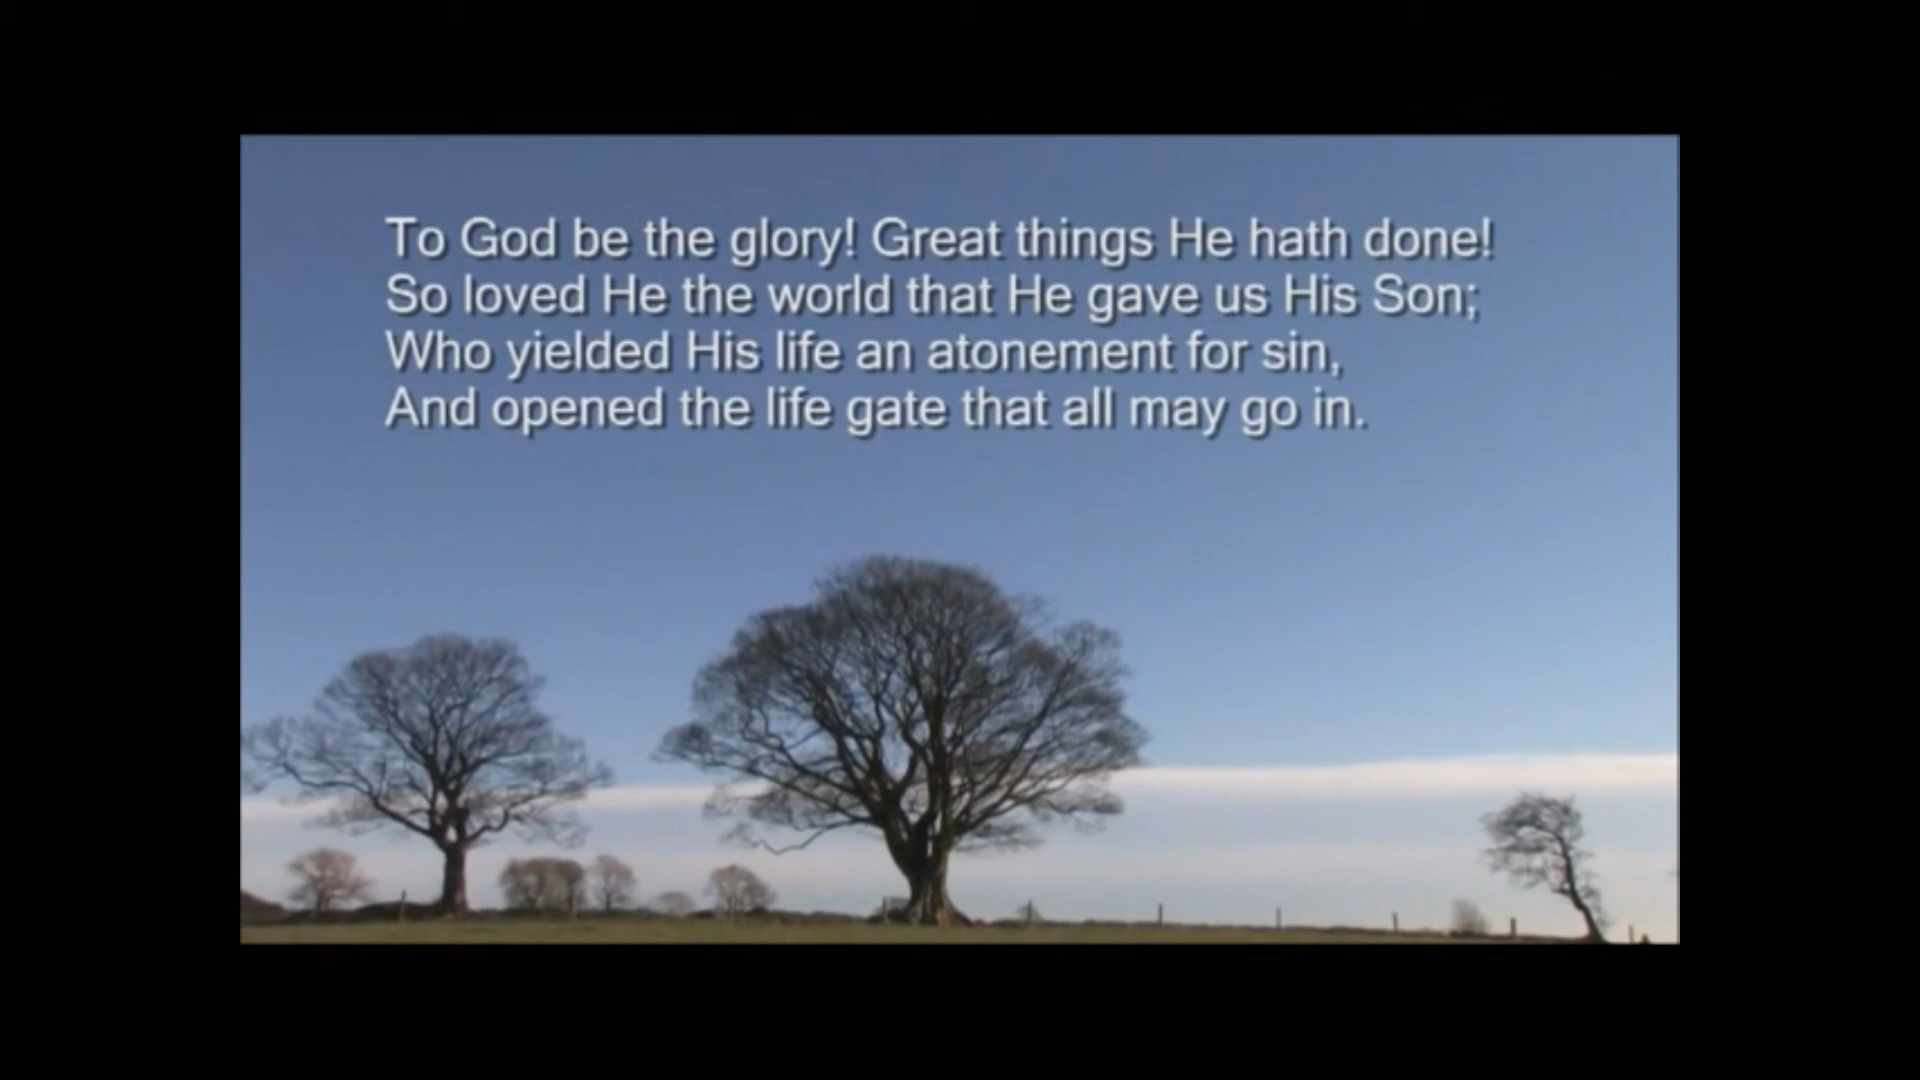 To God be the glory! Great things He hath done!
So loved He the world that He gave us His Son;
Who yielded His life an atonement for sin,
And opened the life gate that all may go in.